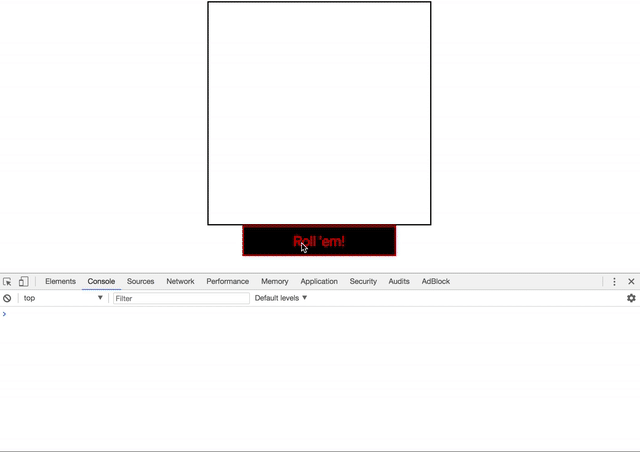 Roll 'em!
Elements Console Sources Network Performance Memory Application Security Audits AdBlock
top Filter Default levels